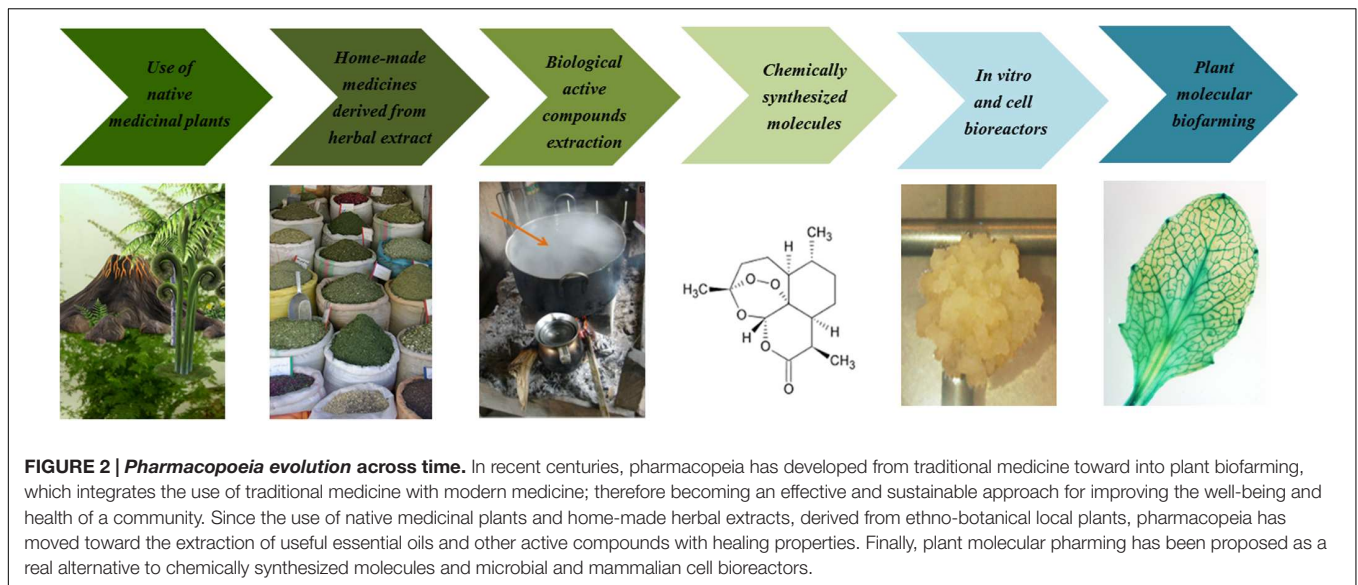 Use of
native
medicinal plants
Home-made
medicines
derived from
herbal extract
Biological
active
compounds
extraction
Chemically
synthesized
molecules
In vitro
and cell
bioreactors
Plant
molecular
biofarming
B
CH3
H
H3C
O
O
O
H
O
H
CH3
O
FIGURE 2 | Pharmacopoeia evolution across time. In recent centuries, pharmacopeia has developed from traditional medicine toward into plant biofarming,
which integrates the use of traditional medicine with modern medicine; therefore becoming an effective and sustainable approach for improving the well-being and
health of a community. Since the use of native medicinal plants and home-made herbal extracts, derived from ethno-botanical local plants, pharmacopeia has
moved toward the extraction of useful essential oils and other active compounds with healing properties. Finally, plant molecular pharming has been proposed as a
real alternative to chemically synthesized molecules and microbial and mammalian cell bioreactors.